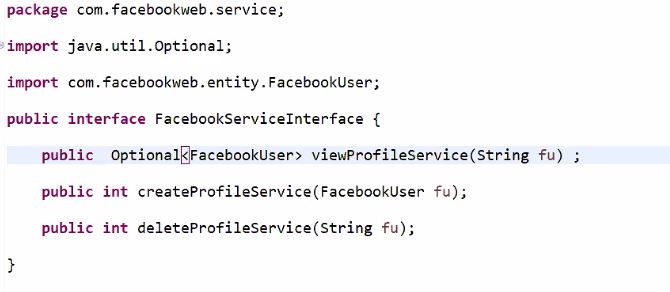 package com.facebookweb.service;
import java.util.Optional;
import com.facebookweb.entity.FacebookUser;
public interface FacebookServiceInterface {
public  Optional<FacebookUser> viewProfileService(String fu) ;
public int createProfileService(FacebookUser fu);
public int deleteProfileService(String fu);
}